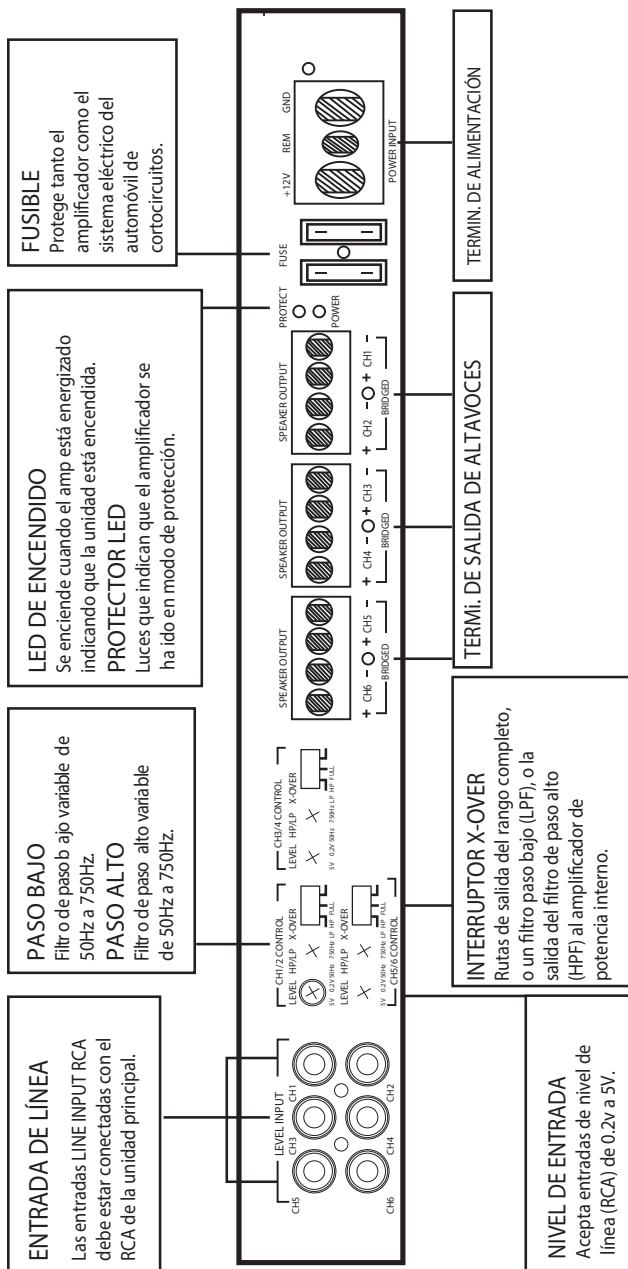 ENTRADA DE LÍNEA
Las entradas LINE INPUT RCA
debe estar conectadas con el
RCA de la unidad principal.
PASO BAJO
Filtro de paso b ajo variable de
50Hz a 750Hz.
PASO ALTO
Filtro de paso alto variable
de 50Hz a 750Hz.
LED DE ENCENDIDO
Se enciende cuando el amp está energizado
indicando que la unidad está encendida.
PROTECTOR LED
Luces que indican que el amplificador se
ha ido en modo de protección.
FUSIBLE
Protege tanto el
amplificador como el
sistema eléctrico del
automóvil de
cortocircuitos.
LEVEL INPUT
CH5 CH3 CH1
CH6 CH4 CH2
CH1/2 CONTROL
LEVEL HP/LP X-OVER
5V 0.2V 50Hz 750Hz LP HP FULL
LEVEL HP/LP X-OVER
5V 0.2V 50Hz 750Hz LP HP FULL
CH5/6 CONTROL
CH3/4 CONTROL
LEVEL HP/LP X-OVER
5V 0.2V 50Hz 750Hz LP HP FULL
SPEAKER OUTPUT
+ CH6 - + CH5 -
BRIDGED
SPEAKER OUTPUT
+ CH4 - + CH3 -
BRIDGED
SPEAKER OUTPUT
+ CH2 - + CH1 -
BRIDGED
PROTECT
POWER
FUSE
+12V REM GND
POWER INPUT
NIVEL DE ENTRADA
Acepta entradas de nivel de
línea (RCA) de 0.2v a 5V.
INTERRUPTOR X-OVER
Rutas de salida del rango completo,
o un filtro paso bajo (LPF), o la
salida del filtro de paso alto
(HPF) al amplificador de
potencia interno.
TERMi. DE SALIDA DE ALTAVOCES
TERMIN. DE ALIMENTACIÓN